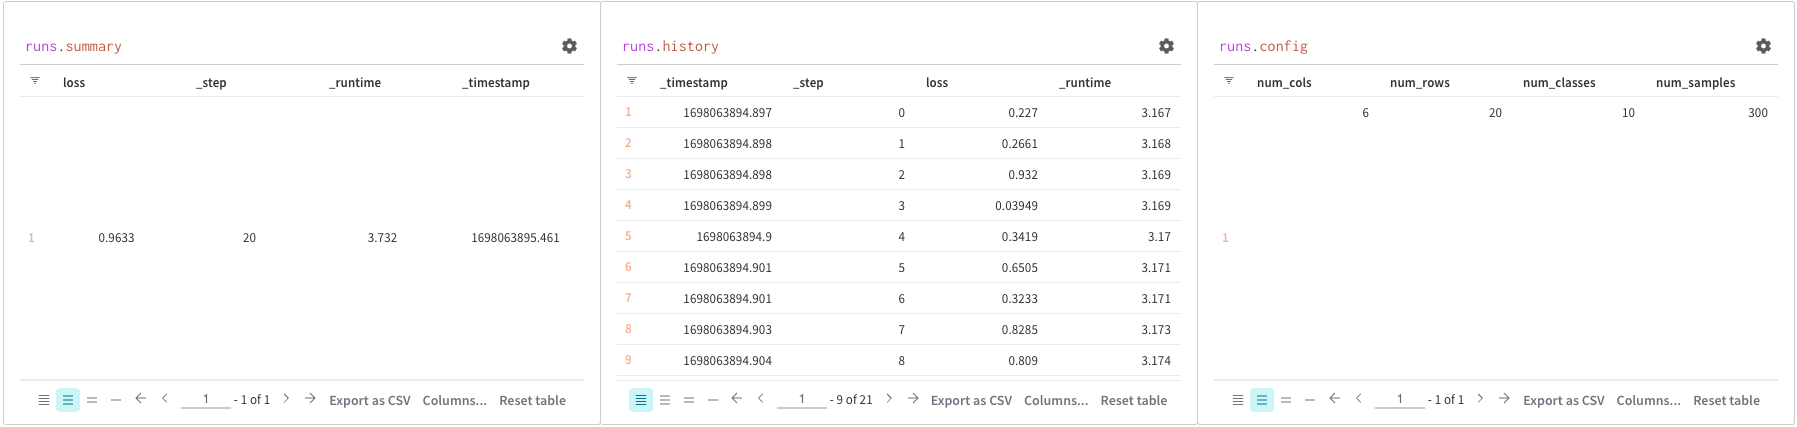 runs.summary
loss _step _runtime _timestamp
1 0.9633 20 3.732 1698063895.461
1 - 1 of 1 Export as CSV Columns... Reset table
runs.history
_timestamp _step loss _runtime
1 1698063894.897 0 0.227 3.167
2 1698063894.898 1 0.2661 3.168
3 1698063894.898 2 0.932 3.169
4 1698063894.899 3 0.03949 3.169
5 1698063894.9 4 0.3419 3.17
6 1698063894.901 5 0.6505 3.171
7 1698063894.901 6 0.3233 3.171
8 1698063894.903 7 0.8285 3.173
9 1698063894.904 8 0.809 3.174
1 - 9 of 21 Export as CSV Columns... Reset table
runs.config
num_cols num_rows num_classes num_samples
6 20 10 300
1
1 - 1 of 1 Export as CSV Columns... Reset table